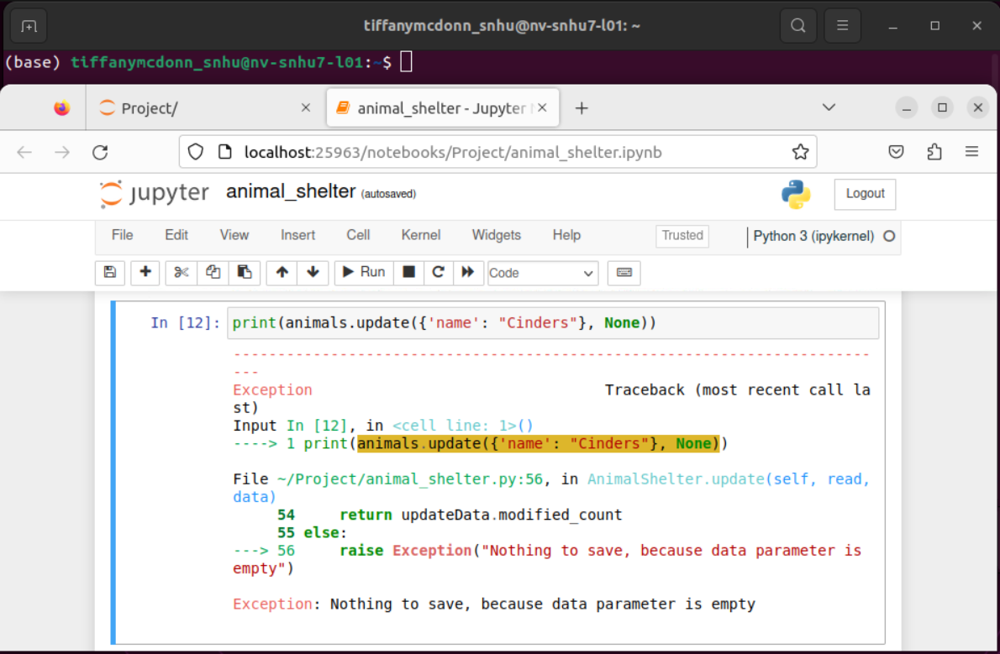 tiffanymcdonn_snhu@nv-snhu7-l01: ~
(base) tiffanymcdonn_snhu@nv-snhu7-l01:~$
Project/
animal_shelter - Jupyter
localhost:25963/notebooks/Project/animal_shelter.ipynb
jupyter animal_shelter (autosaved)
Logout
File Edit View Insert Cell Kernel Widgets Help Trusted Python 3 (ipykernel)
Run Code
In [12]: print(animals.update({'name': "Cinders"}, None))
---------------------------------------------------------------------------
Exception Traceback (most recent call la
st)
Input In [12], in <cell line: 1>()
----> 1 print(animals.update({'name': "Cinders"}, None))
File ~/Project/animal_shelter.py:56, in AnimalShelter.update(self, read,
data)
54 return updateData.modified_count
55 else:
---> 56 raise Exception("Nothing to save, because data parameter is
empty")
Exception: Nothing to save, because data parameter is empty